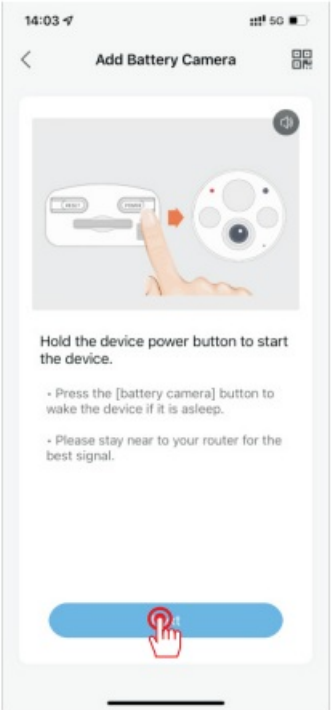 14:03
5G
Add Battery Camera
RESET
POWER
Hold the device power button to start
the device.
• Press the [battery camera] button to
wake the device if it is asleep.
• Please stay near to your router for the
best signal.